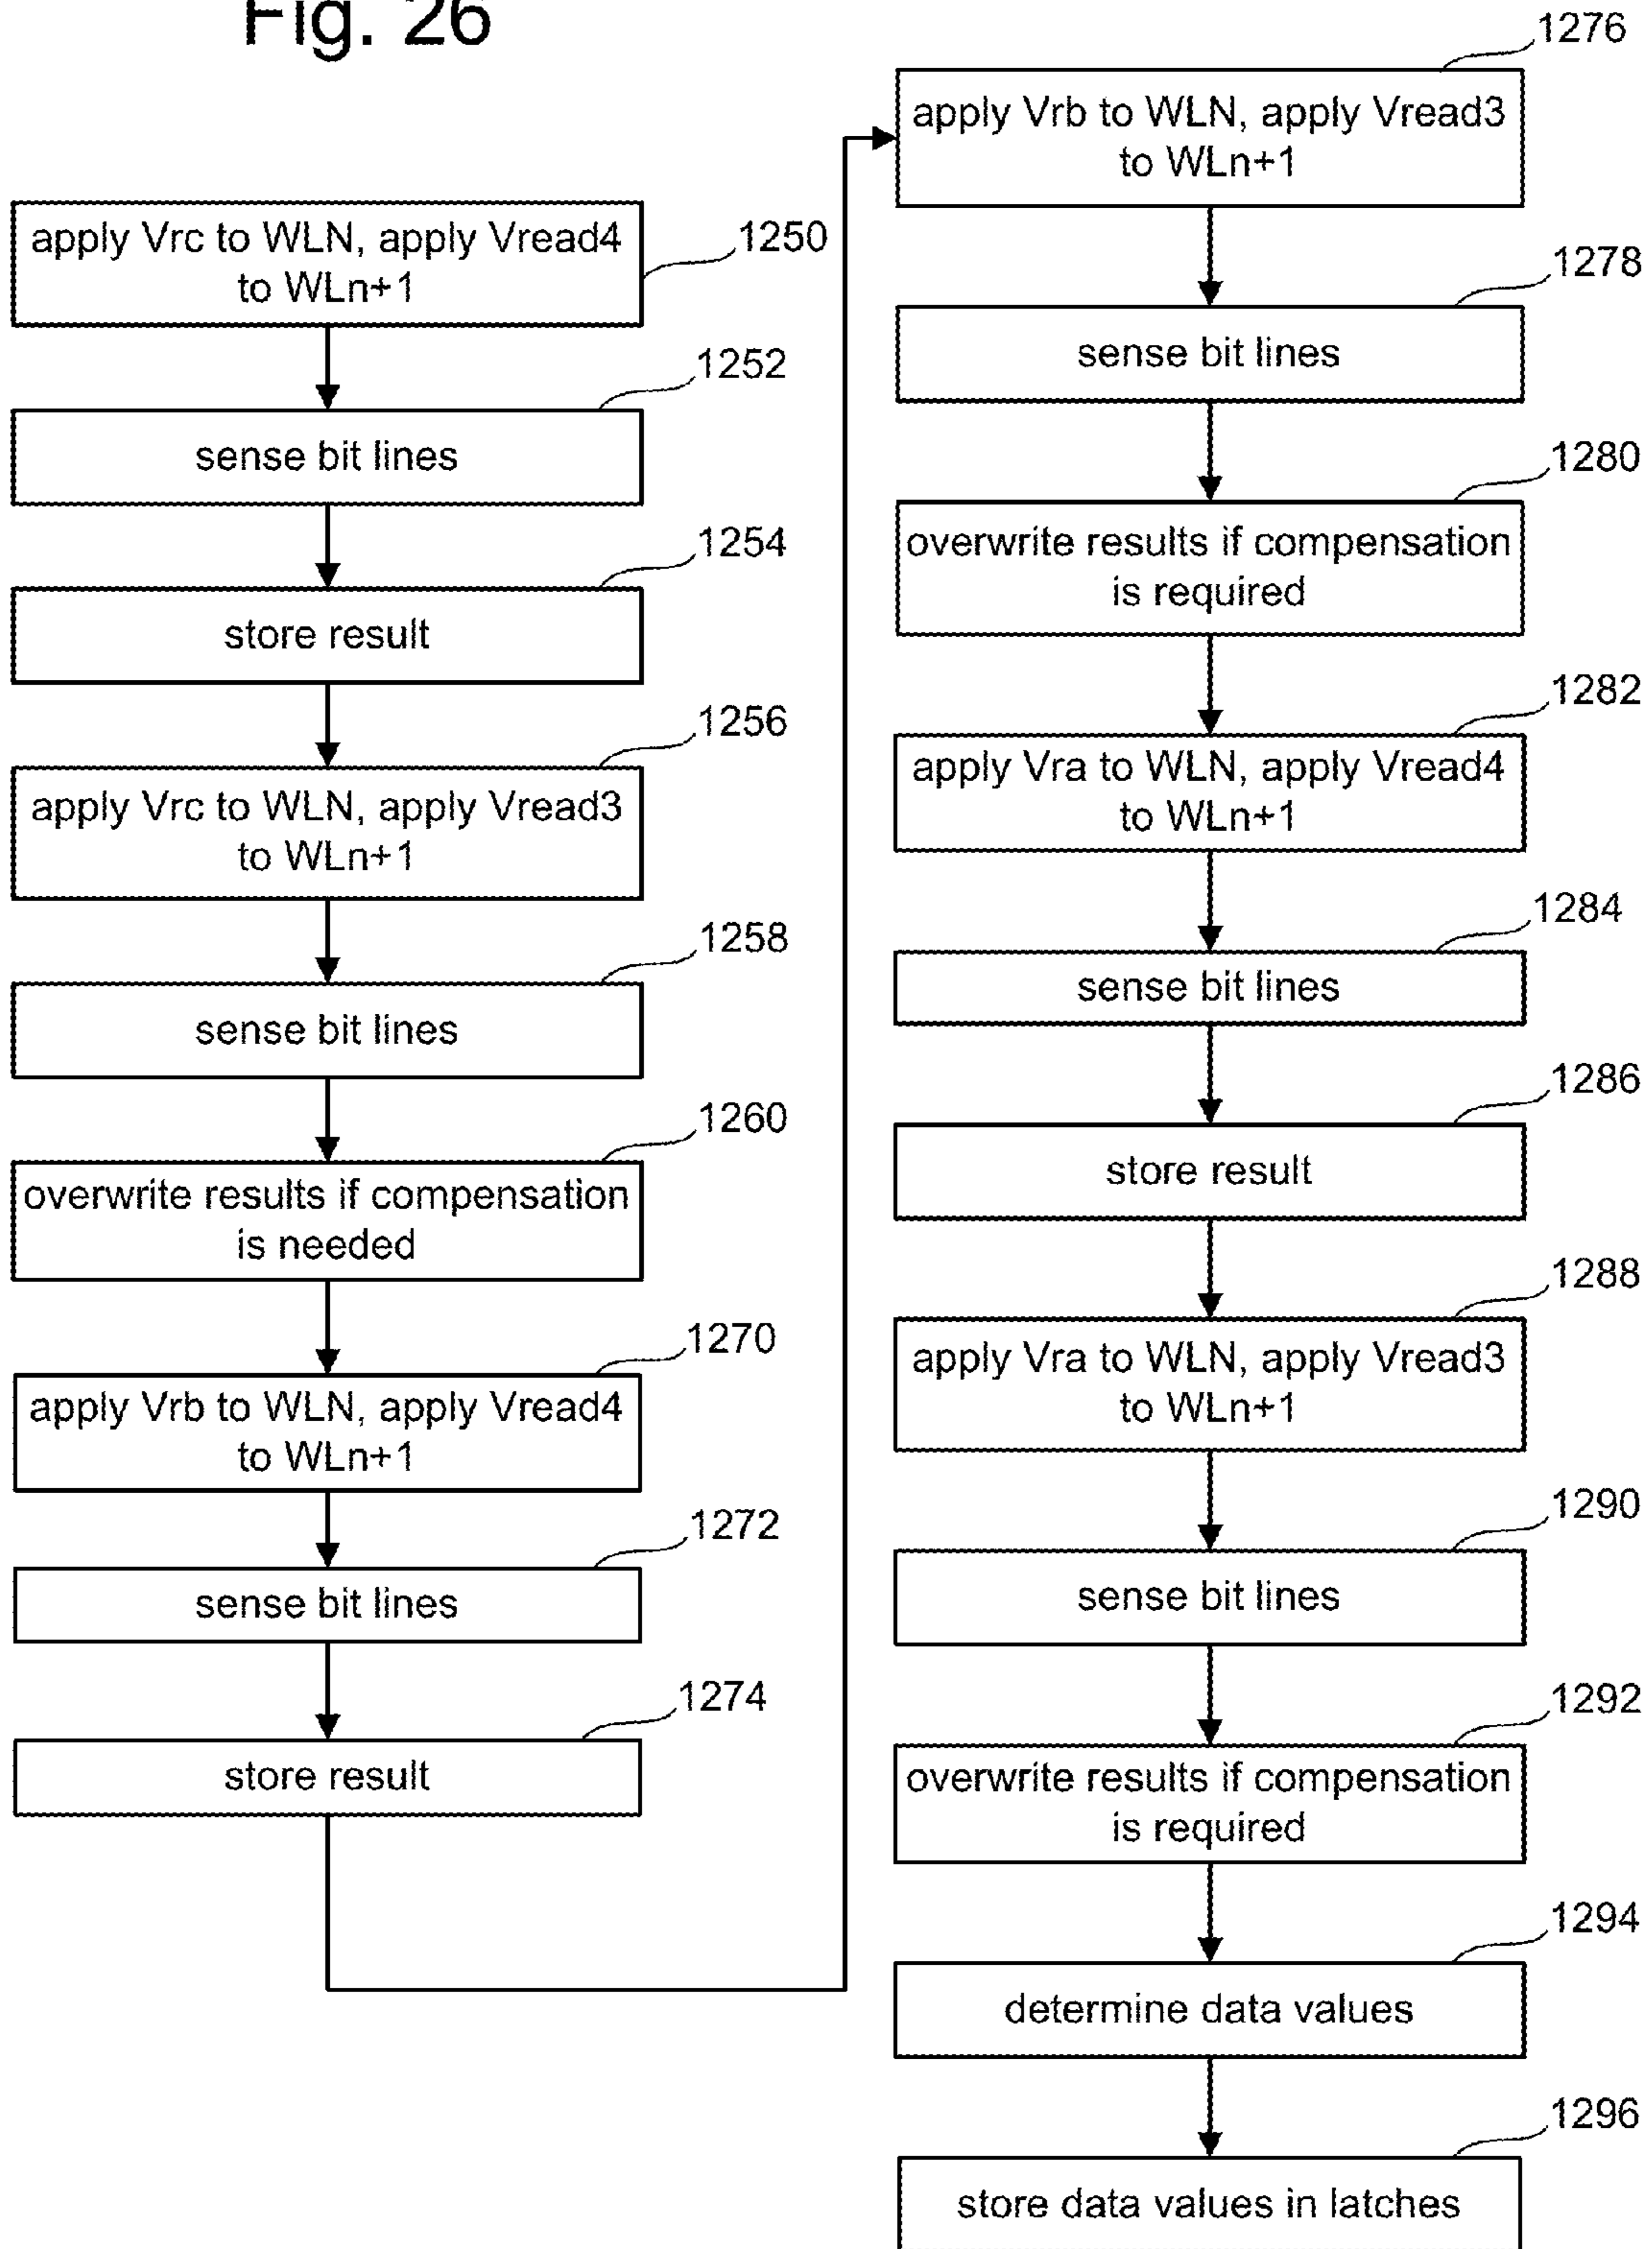 Fig. 26
apply Vrc to WLN, apply Vread4
to WLn+1
1250
sense bit lines
1252
store result
1254
apply Vrc to WLN, apply Vread3
to WLn+1
1256
sense bit lines
1258
overwrite results if compensation
is needed
1260
apply Vrb to WLN, apply Vread4
to WLn+1
1270
sense bit lines
1272
store result
1274
apply Vrb to WLN, apply Vread3
to WLn+1
1276
sense bit lines
1278
overwrite results if compensation
is required
1280
apply Vra to WLN, apply Vread4
to WLn+1
1282
sense bit lines
1284
store result
1286
apply Vra to WLN, apply Vread3
to WLn+1
1288
sense bit lines
1290
overwrite results if compensation
is required
1292
determine data values
1294
store data values in latches
1296